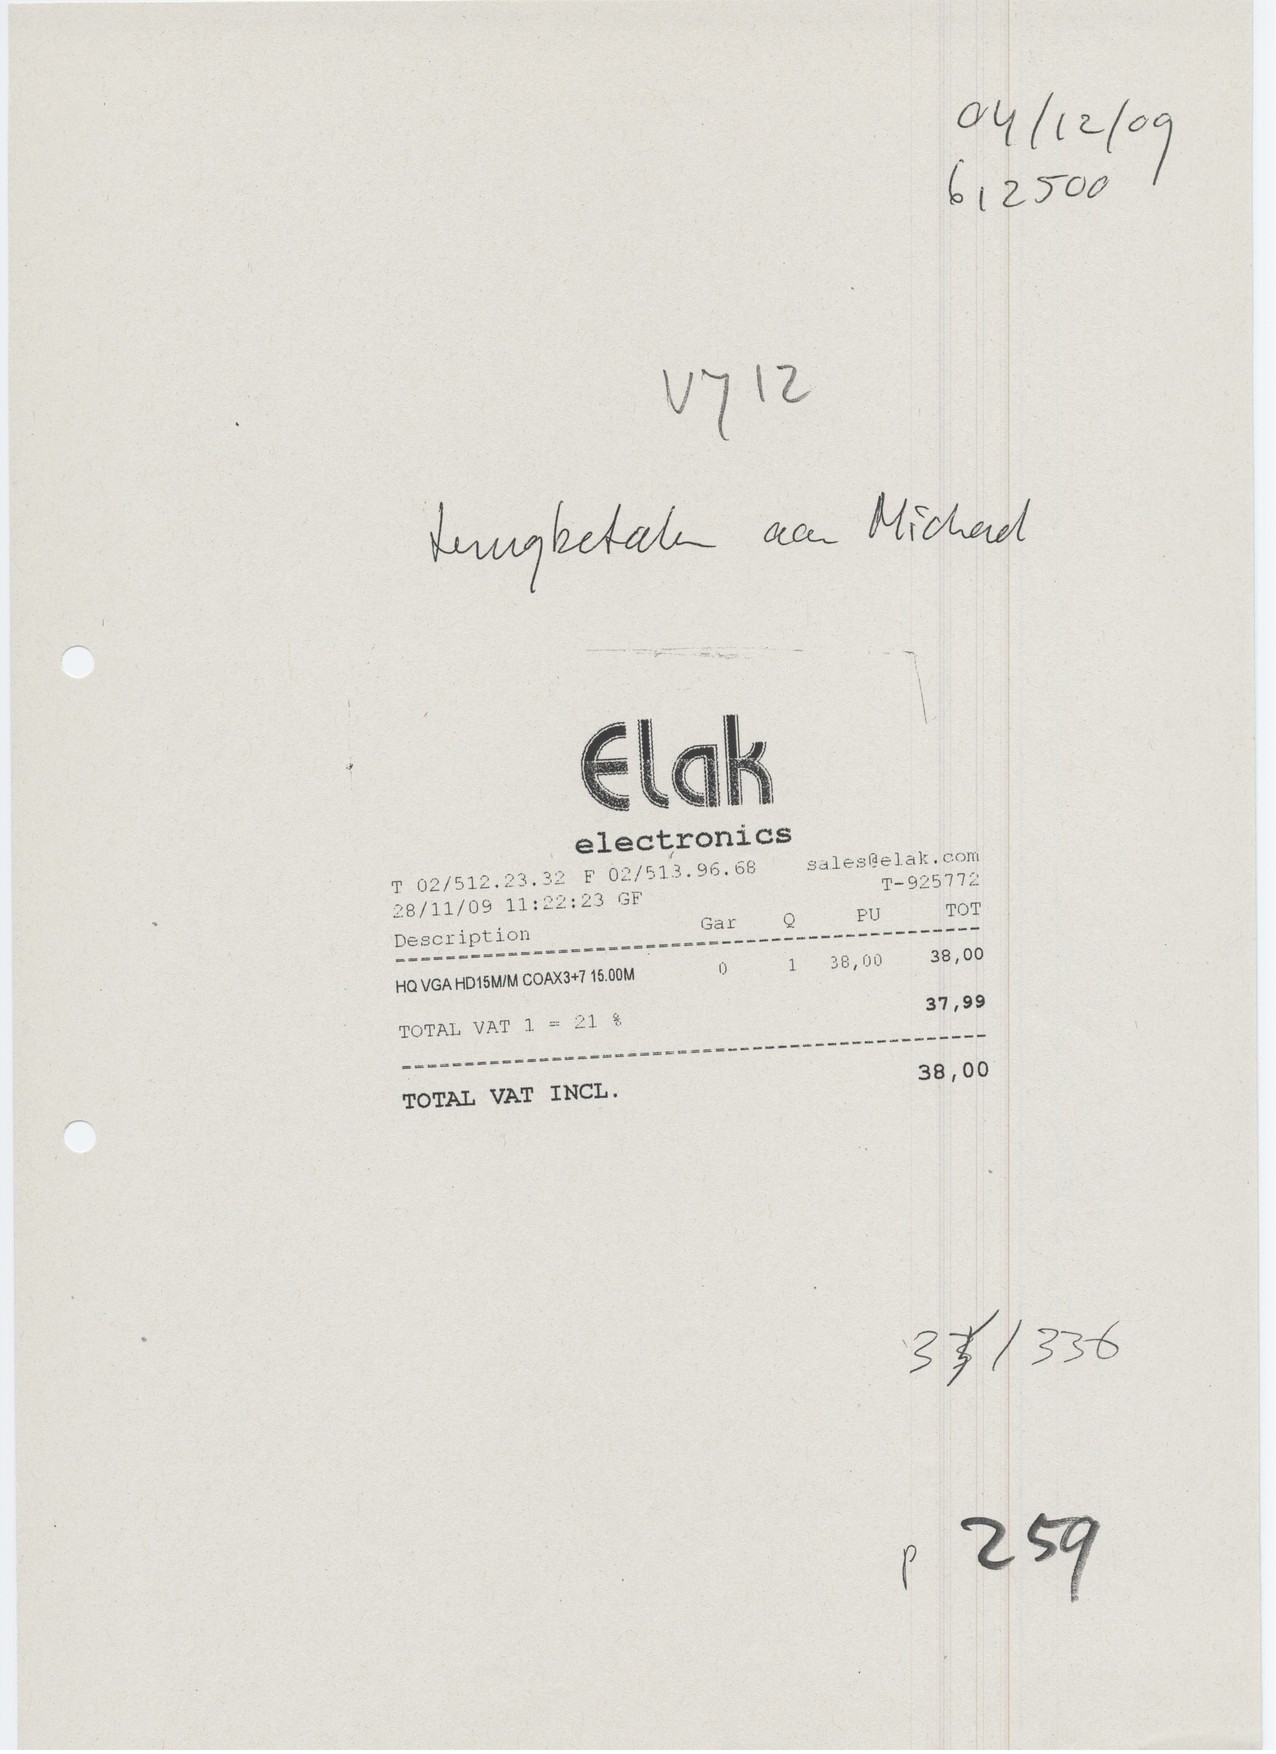 04/12/09
612500
VY 12
terugbetalen aan Michael
Elak
electronics
T 02/512.23.32 F 02/513.96.68 sales@elak.com
T-925772
28/11/09 11:22:23 GF
Description Gar Q PU TOT
HQ VGA HD15M/M COAX3+7 15.00M 0 1 38,00 38,00
37,99
TOTAL VAT 1 = 21 %
TOTAL VAT INCL. 38,00
/ 336
p 259